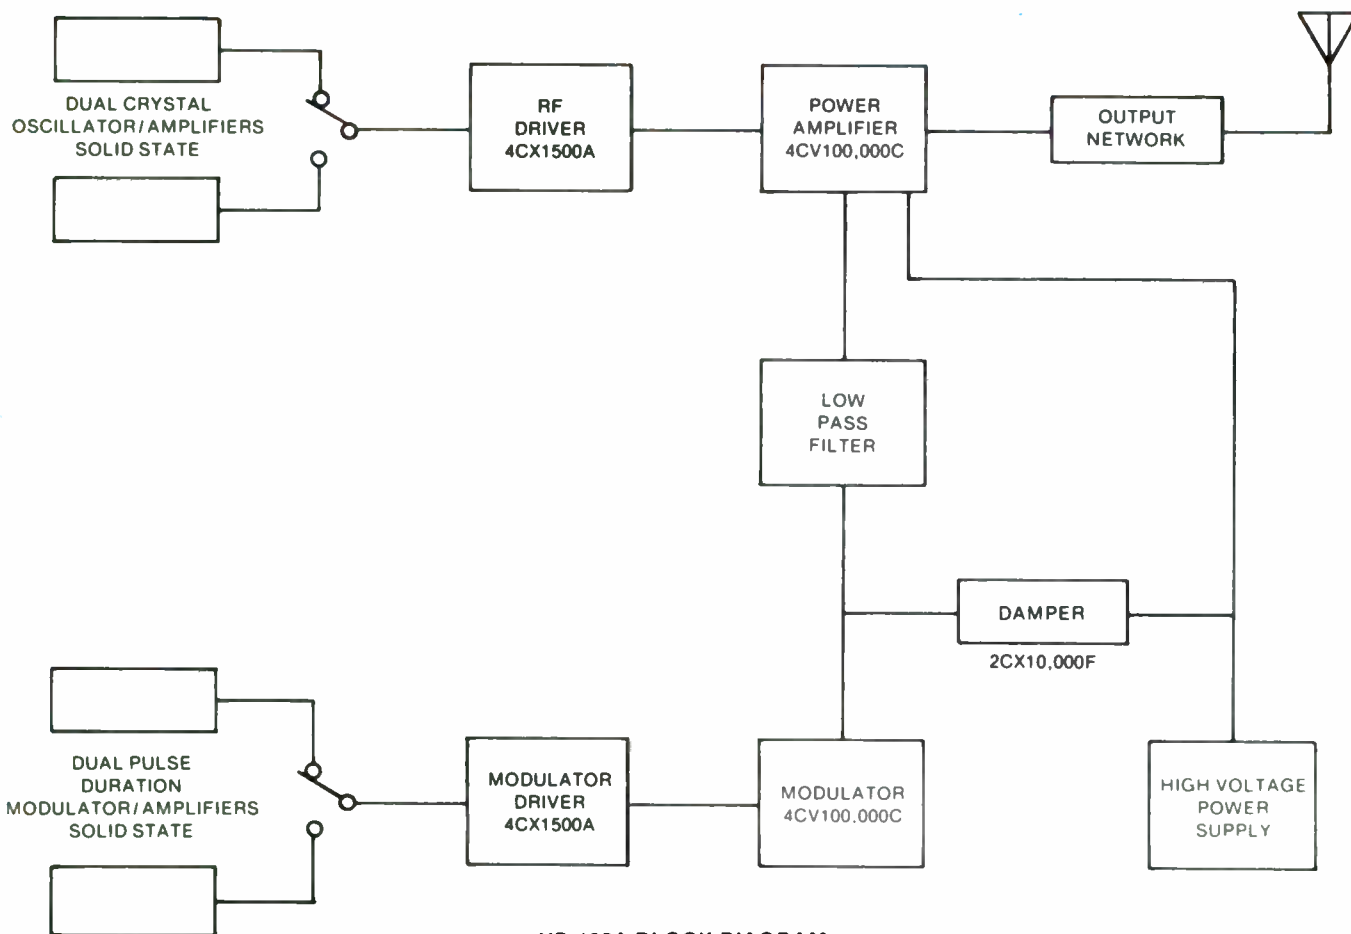 DUAL CRYSTAL
OSCILLATOR/AMPLIFIERS
SOLID STATE
RF
DRIVER
4CX1500A
POWER
AMPLIFIER
4CV100,000C
OUTPUT
NETWORK
LOW
PASS
FILTER
DAMPER
2CX10,000F
DUAL PULSE
DURATION
MODULATOR/AMPLIFIERS
SOLID STATE
MODULATOR
DRIVER
4CX1500A
MODULATOR
4CV100,000C
HIGH VOLTAGE
POWER
SUPPLY
BLOCK DIAGRAM